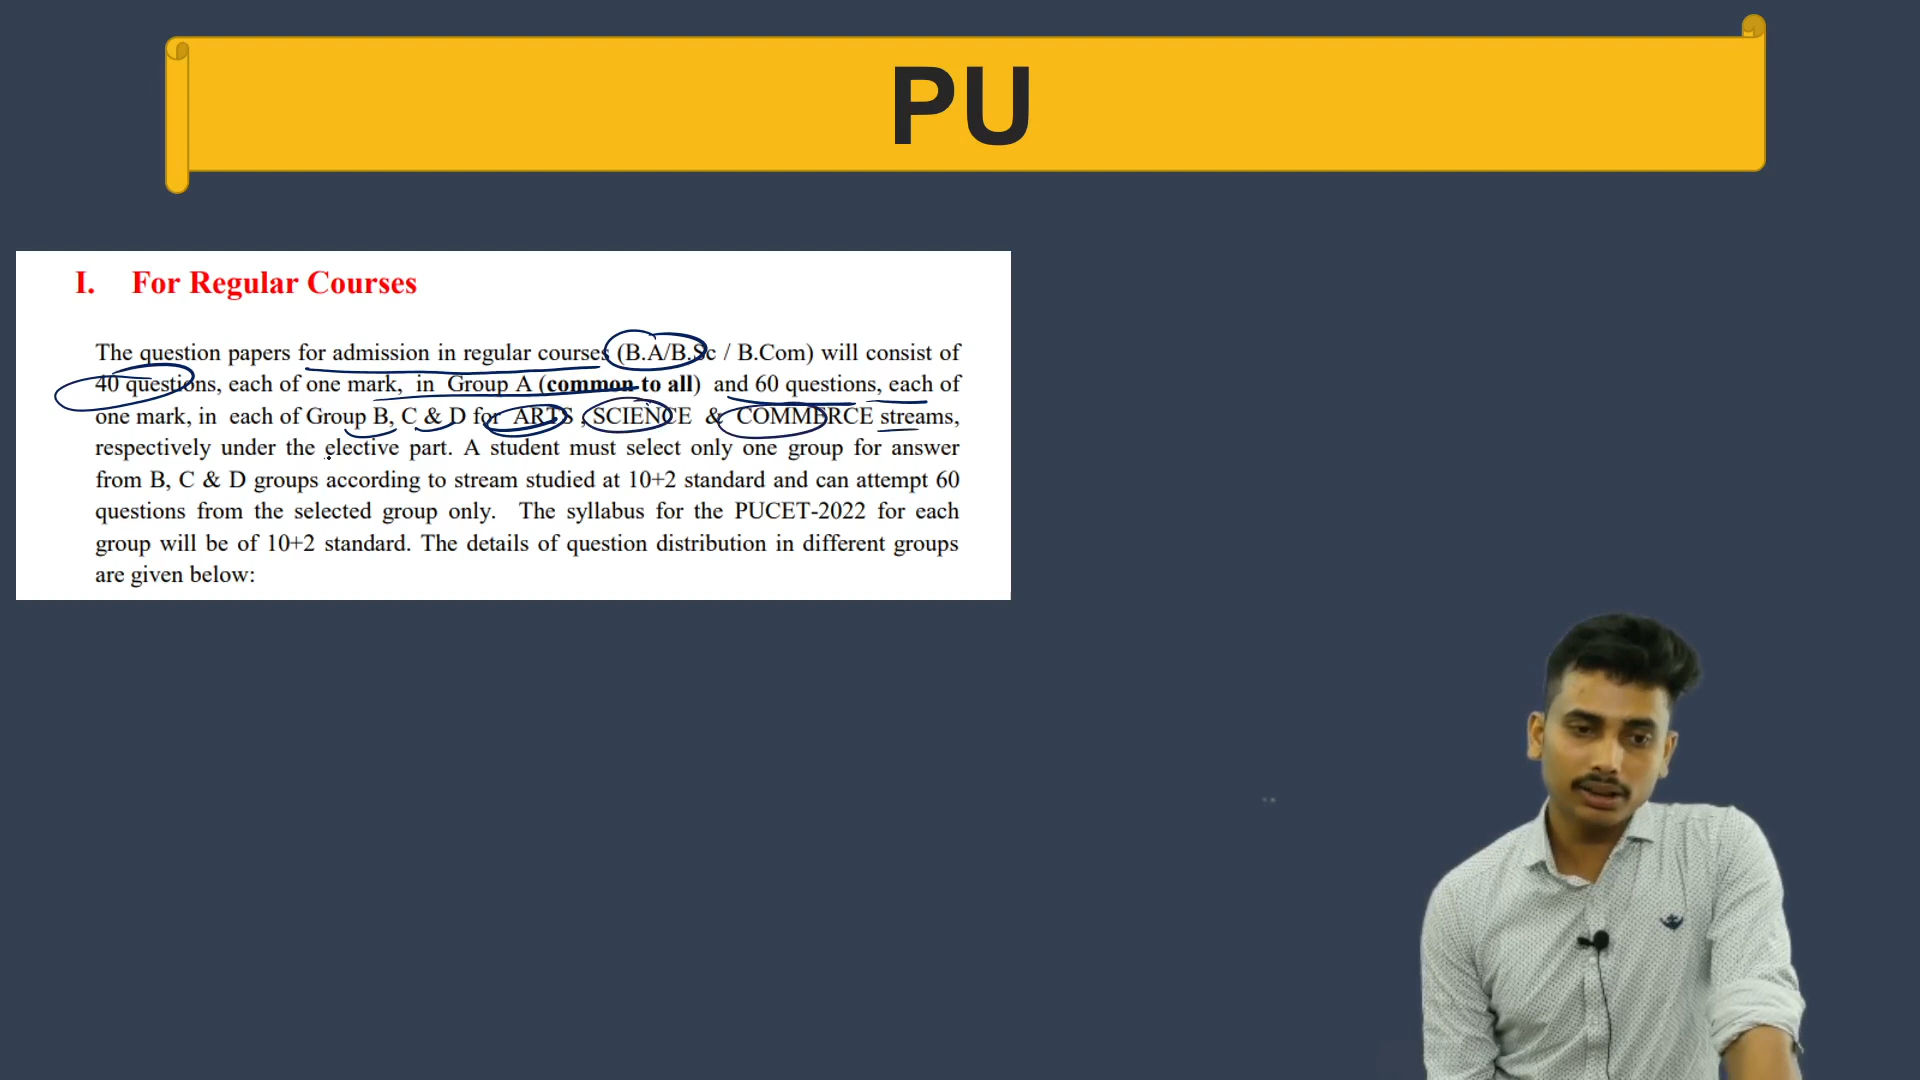 PU
I. For Regular Courses
The question papers for admission in regular courses (B.A/B.Sc / B.Com) will consist of
40 questions, each of one mark, in Group A (common to all) and 60 questions, each of
one mark, in each of Group B, C & D for ARTS , SCIENCE & COMMERCE streams,
respectively under the elective part. A student must select only one group for answer
from B, C & D groups according to stream studied at 10+2 standard and can attempt 60
questions from the selected group only. The syllabus for the PUCET-2022 for each
group will be of 10+2 standard. The details of question distribution in different groups
are given below: